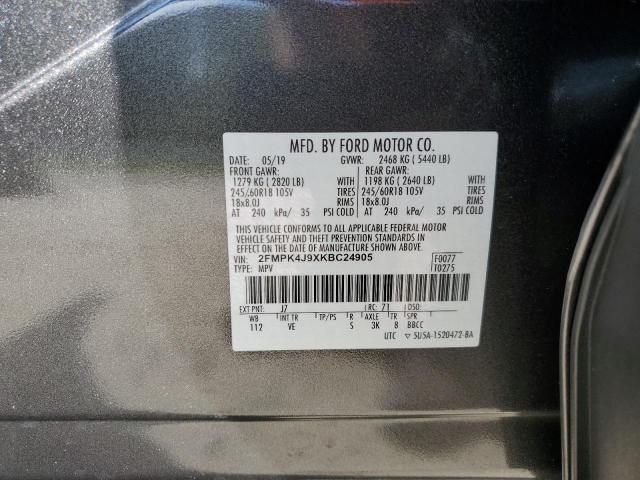 MFD. BY FORD MOTOR CO.
DATE: 05/19 GVWR: 2468 KG ( 5440 LB)
FRONT GAWR: REAR GAWR:
1279 KG ( 2820 LB) WITH 1198 KG ( 2640 LB) WITH
245/60R18 105V TIRES 245/60R18 105V TIRES
18x8.0J RIMS 18x8.0J RIMS
AT 240 kPa/ 35 PSI COLD AT 240 kPa/ 35 PSI COLD
THIS VEHICLE CONFORMS TO ALL APPLICABLE FEDERAL MOTOR
VEHICLE SAFETY AND THEFT PREVENTION STANDARDS IN
EFFECT ON THE DATE OF MANUFACTURE SHOWN ABOVE.
VIN: 2FMPK4J9XKBC24905 F0077
TYPE: MPV T0275
EXT PNT: J7 RC: 71 DSO:
WB INT TR TP/PS R AXLE TR SPR
112 VE S 3K 8 BBCC
UTC ▽ 5U5A-1520472-BA